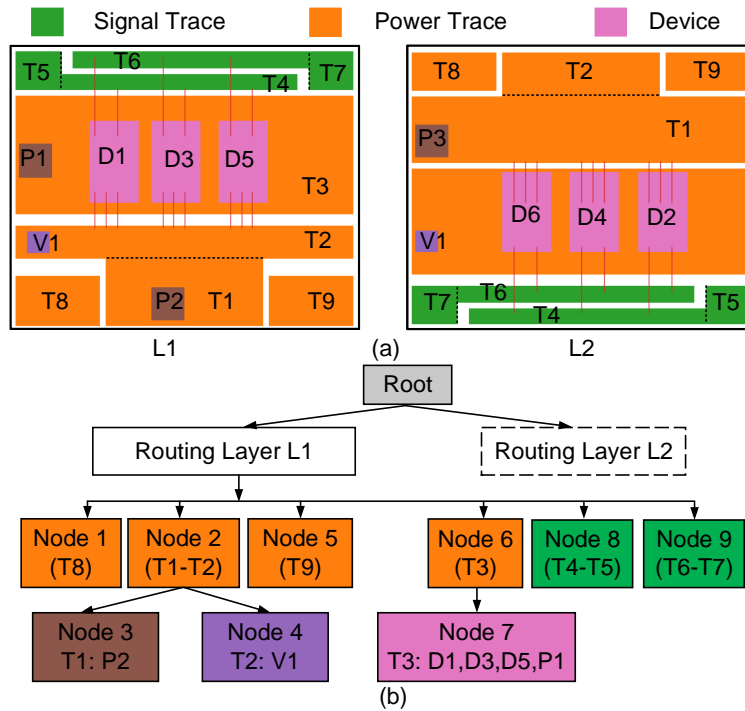 Signal Trace Power Trace Device
T5 T6 T4 T7
P1 D1 D3 D5 T3
V1 T2
T8 P2 T1 T9
L1
T8 T2 T9
P3 T1
D6 D4 D2
V1
T7 T6 T4 T5
L2
(a)
Root
Routing Layer L1
Routing Layer L2
Node 1
(T8)
Node 2
(T1-T2)
Node 5
(T9)
Node 6
(T3)
Node 8
(T4-T5)
Node 9
(T6-T7)
Node 3
T1: P2
Node 4
T2: V1
Node 7
T3: D1,D3,D5,P1
(b)